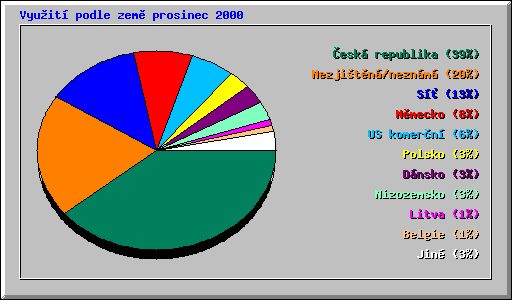 Využití podle země prosinec 2000
Česká republika (39%)
Nezjištěná/neznámá (20%)
Síť (13%)
Německo (8%)
US komerční (6%)
Polsko (3%)
Dánsko (3%)
Nizozemsko (3%)
Litva (1%)
Belgie (1%)
Jiné (3%)